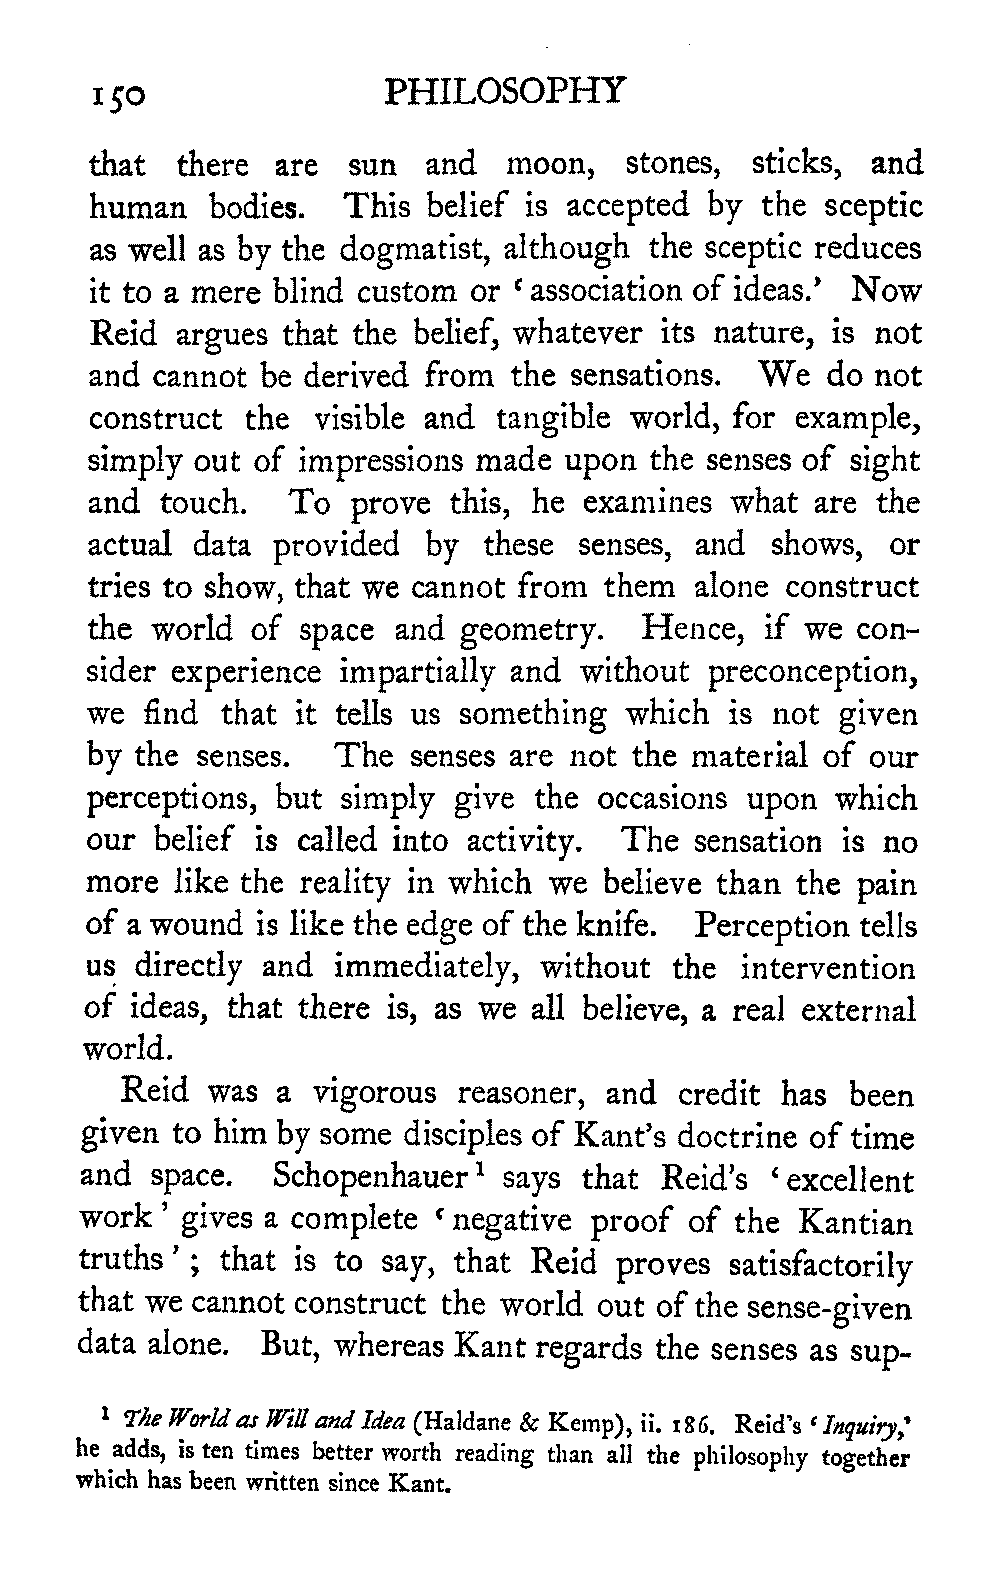 150 PHILOSOPHY
that there are sun and moon, stones, sticks, and
human bodies. This belief is accepted by the sceptic
as well as by the dogmatist, although the sceptic reduces
it to a mere blind custom or ‘association of ideas.’ Now
Reid argues that the belief, whatever its nature, is not
and cannot be derived from the sensations. We do not
construct the visible and tangible world, for example,
simply out of impressions made upon the senses of sight
and touch. To prove this, he examines what are the
actual data provided by these senses, and shows, or
tries to show, that we cannot from them alone construct
the world of space and geometry. Hence, if we con-
sider experience impartially and without preconception,
we find that it tells us something which is not given
by the senses. The senses are not the material of our
perceptions, but simply give the occasions upon which
our belief is called into activity. The sensation is no
more like the reality in which we believe than the pain
of a wound is like the edge of the knife. Perception tells
us directly and immediately, without the intervention
of ideas, that there is, as we all believe, a real external
world.
Reid was a vigorous reasoner, and credit has been
given to him by some disciples of Kant’s doctrine of time
and space. Schopenhauer¹ says that Reid’s ‘excellent
work’ gives a complete ‘negative proof of the Kantian
truths’; that is to say, that Reid proves satisfactorily
that we cannot construct the world out of the sense-given
data alone. But, whereas Kant regards the senses as sup-
¹ The World as Will and Idea (Haldane & Kemp), ii. 186. Reid’s ‘Inquiry,’
he adds, is ten times better worth reading than all the philosophy together
which has been written since Kant.